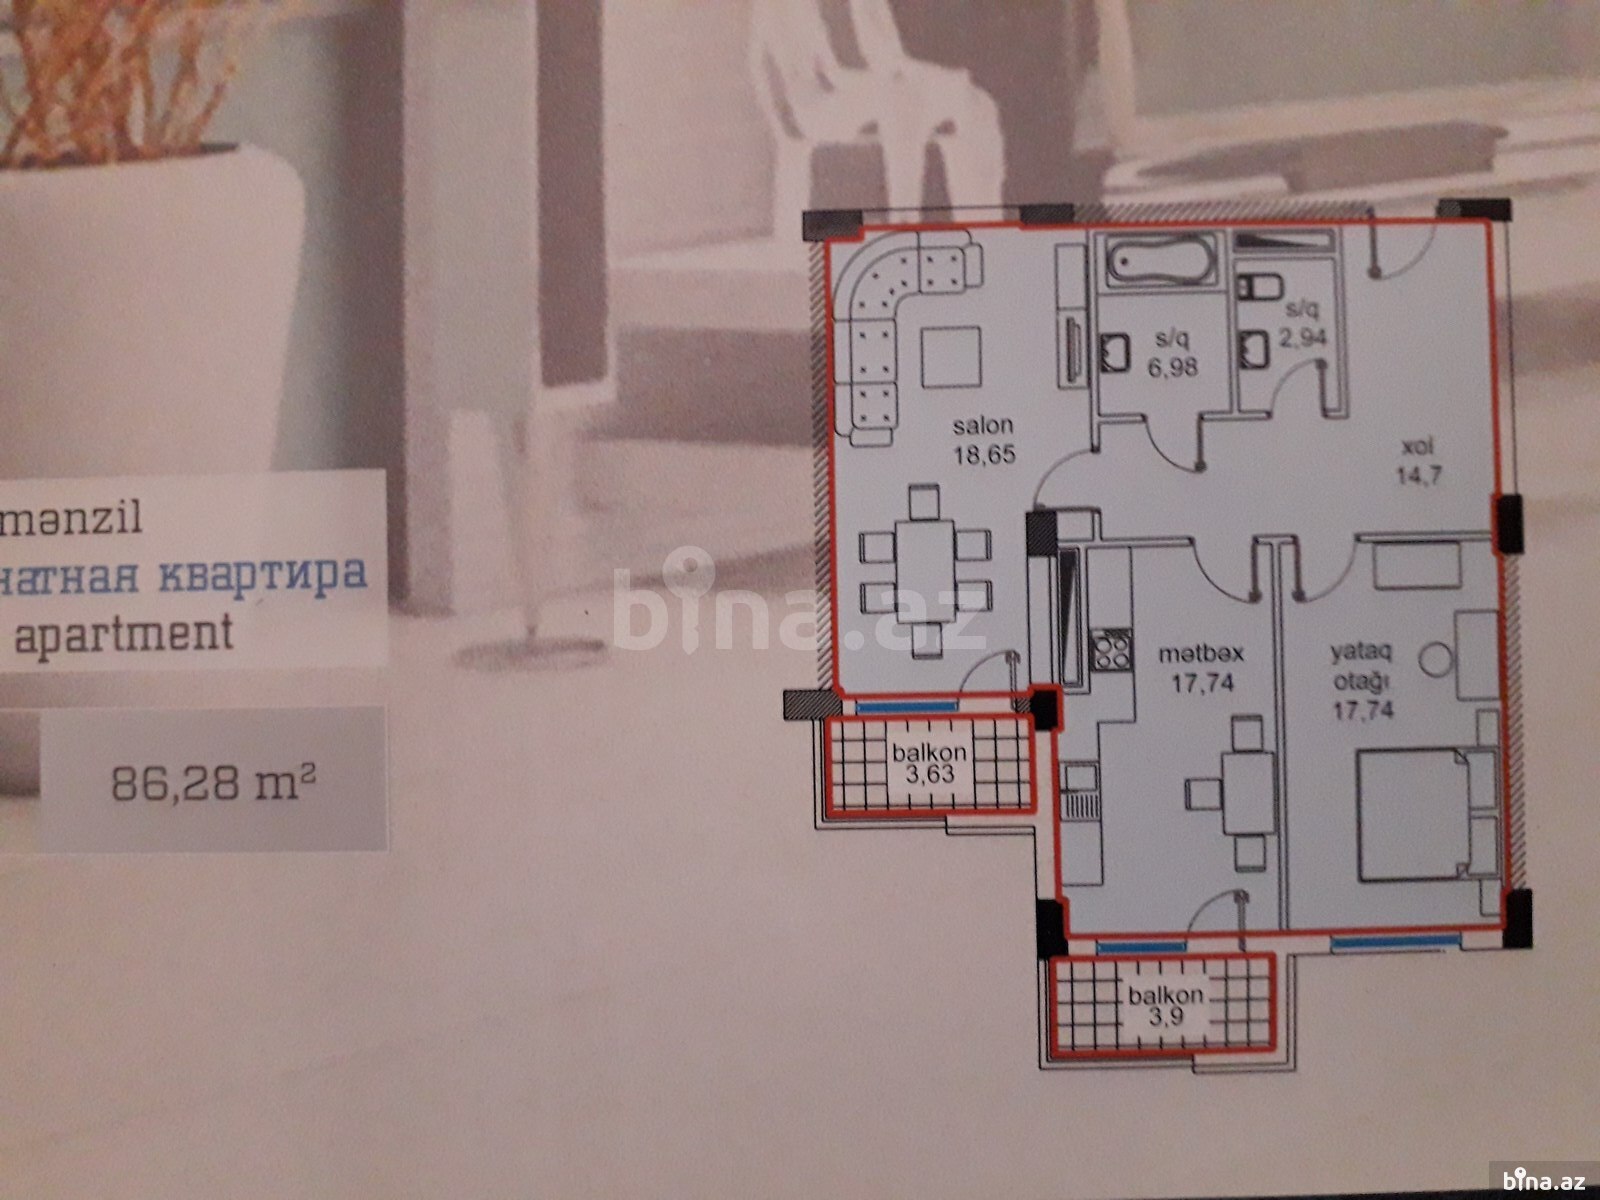 mənzil
натная квартира
apartment
86,28 m²
s/q
6,98
s/q
2,94
salon
18,65
xol
14,7
mətbəx
17,74
yataq
otağı
17,74
balkon
3,63
balkon
3,9
bina.az
bina.az